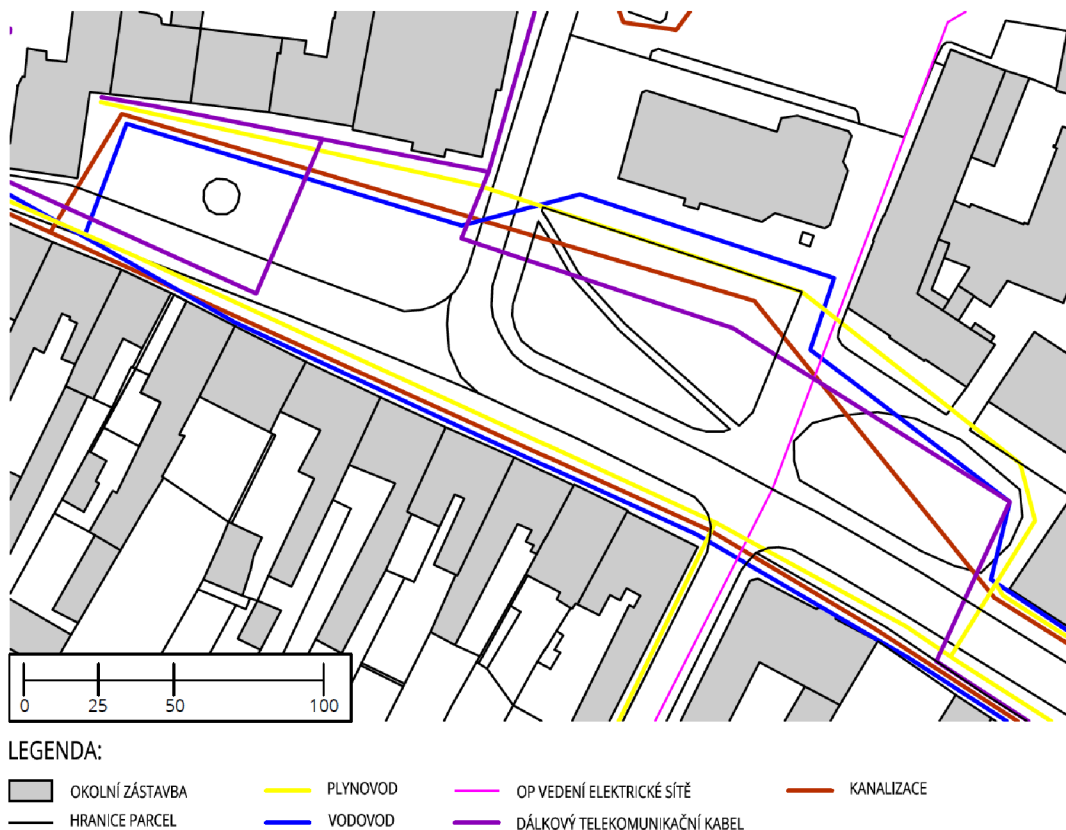 0 25 50 100
LEGENDA:
OKOLNÍ ZÁSTAVBA PLYNOVOD OP VEDENÍ ELEKTRICKÉ SÍTĚ KANALIZACE
HRANICE PARCEL VODOVOD DÁLKOVÝ TELEKOMUNIKAČNÍ KABEL